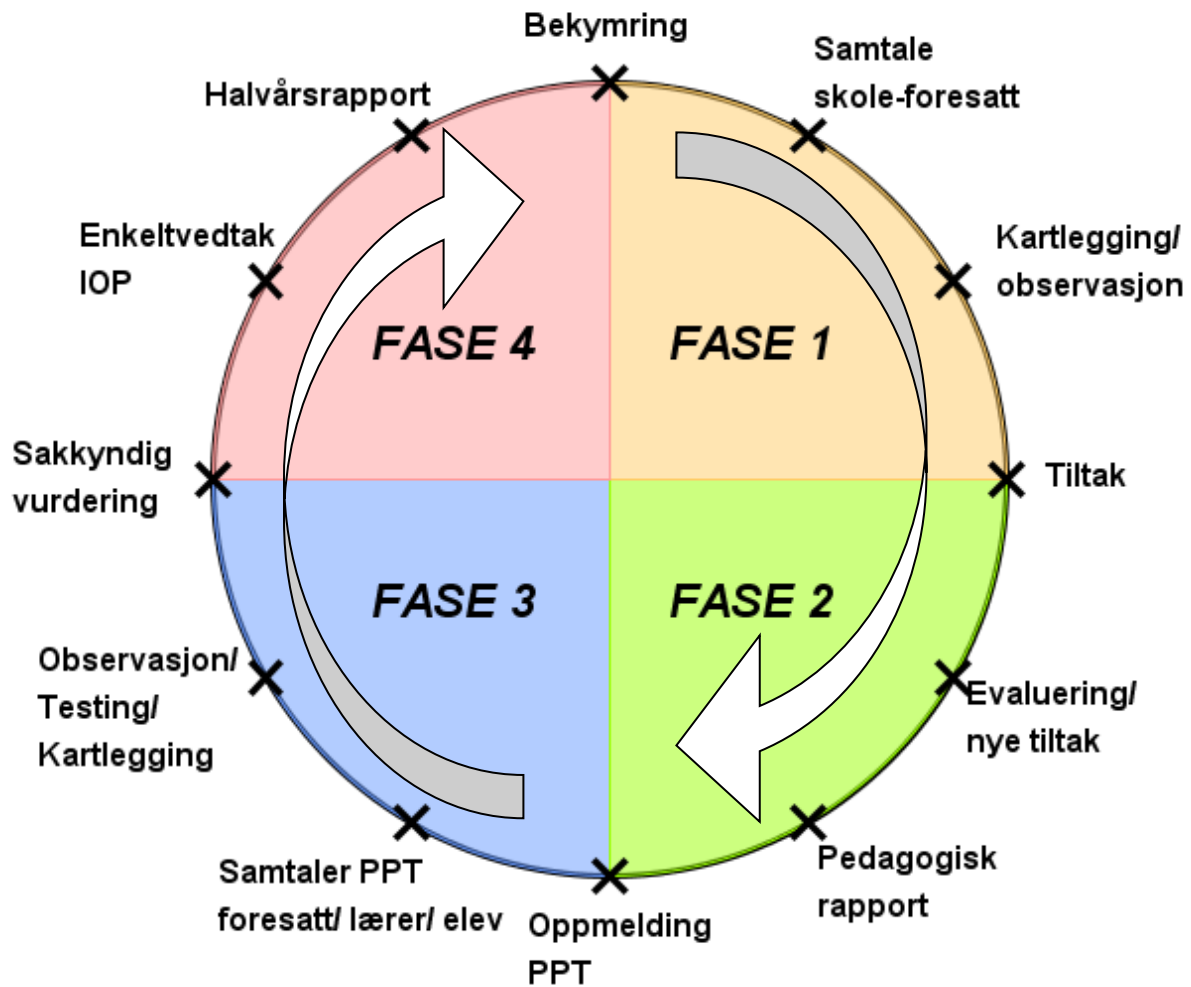 Bekymring
Samtale
skole-foresatt
Halvårsrapport
Enkeltvedtak
IOP
Kartlegging/
observasjon
FASE 4
FASE 1
Sakkyndig
vurdering
Tiltak
FASE 3
FASE 2
Observasjon/
Testing/
Kartlegging
Evaluering/
nye tiltak
Samtaler PPT
foresatt/ lærer/ elev
Pedagogisk
rapport
Oppmelding
PPT